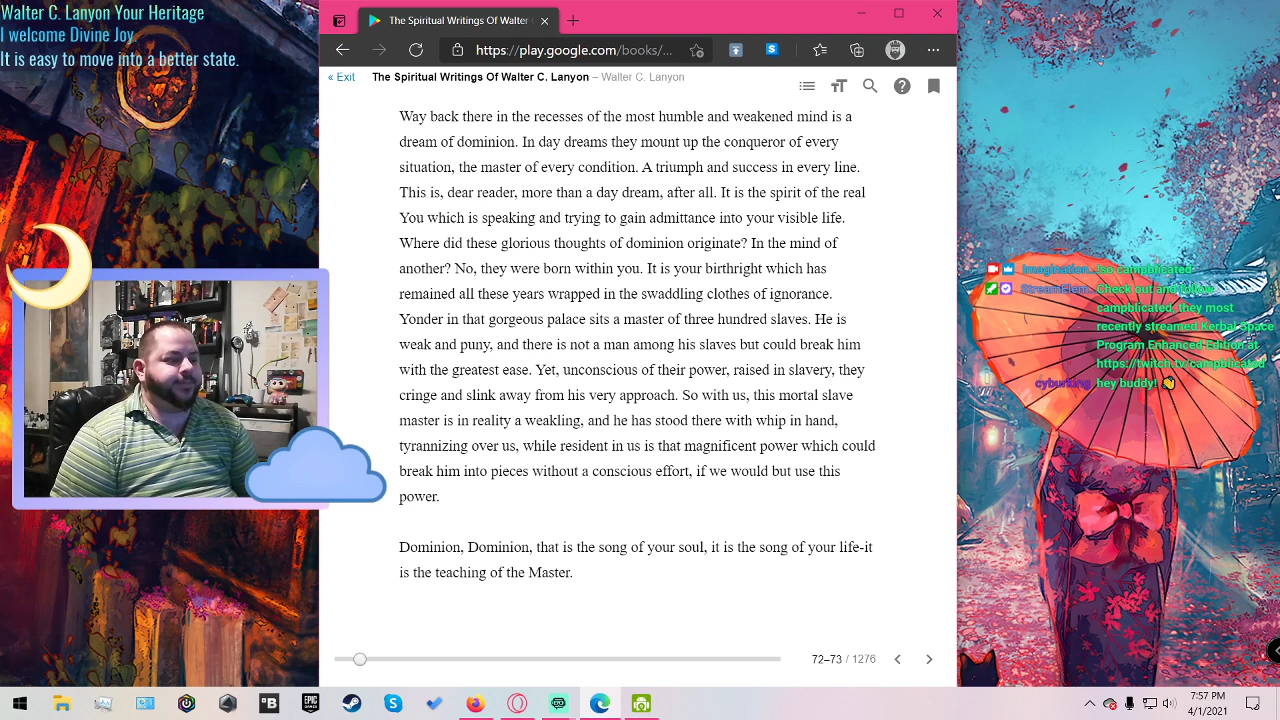 Walter C. Lanyon Your Heritage
I welcome Divine Joy
It is easy to move into a better state.
The Spiritual Writings Of Walter
https://play.google.com/books/...
« Exit
The Spiritual Writings Of Walter C. Lanyon – Walter C. Lanyon
Way back there in the recesses of the most humble and weakened mind is a
dream of dominion. In day dreams they mount up the conqueror of every
situation, the master of every condition. A triumph and success in every line.
This is, dear reader, more than a day dream, after all. It is the spirit of the real
You which is speaking and trying to gain admittance into your visible life.
Where did these glorious thoughts of dominion originate? In the mind of
another? No, they were born within you. It is your birthright which has
remained all these years wrapped in the swaddling clothes of ignorance.
Yonder in that gorgeous palace sits a master of three hundred slaves. He is
weak and puny, and there is not a man among his slaves but could break him
with the greatest ease. Yet, unconscious of their power, raised in slavery, they
cringe and slink away from his very approach. So with us, this mortal slave
master is in reality a weakling, and he has stood there with whip in hand,
tyrannizing over us, while resident in us is that magnificent power which could
break him into pieces without a conscious effort, if we would but use this
power.
Dominion, Dominion, that is the song of your soul, it is the song of your life-it
is the teaching of the Master.
72–73 / 1276
Imagination... !so campblicated
StreamElem... Check out and follow
campblicated, they most
recently streamed Kerbal Space
Program Enhanced Edition at
https://twitch.tv/campblicated
cyburking hey buddy! 👋
7:57 PM
4/1/2021